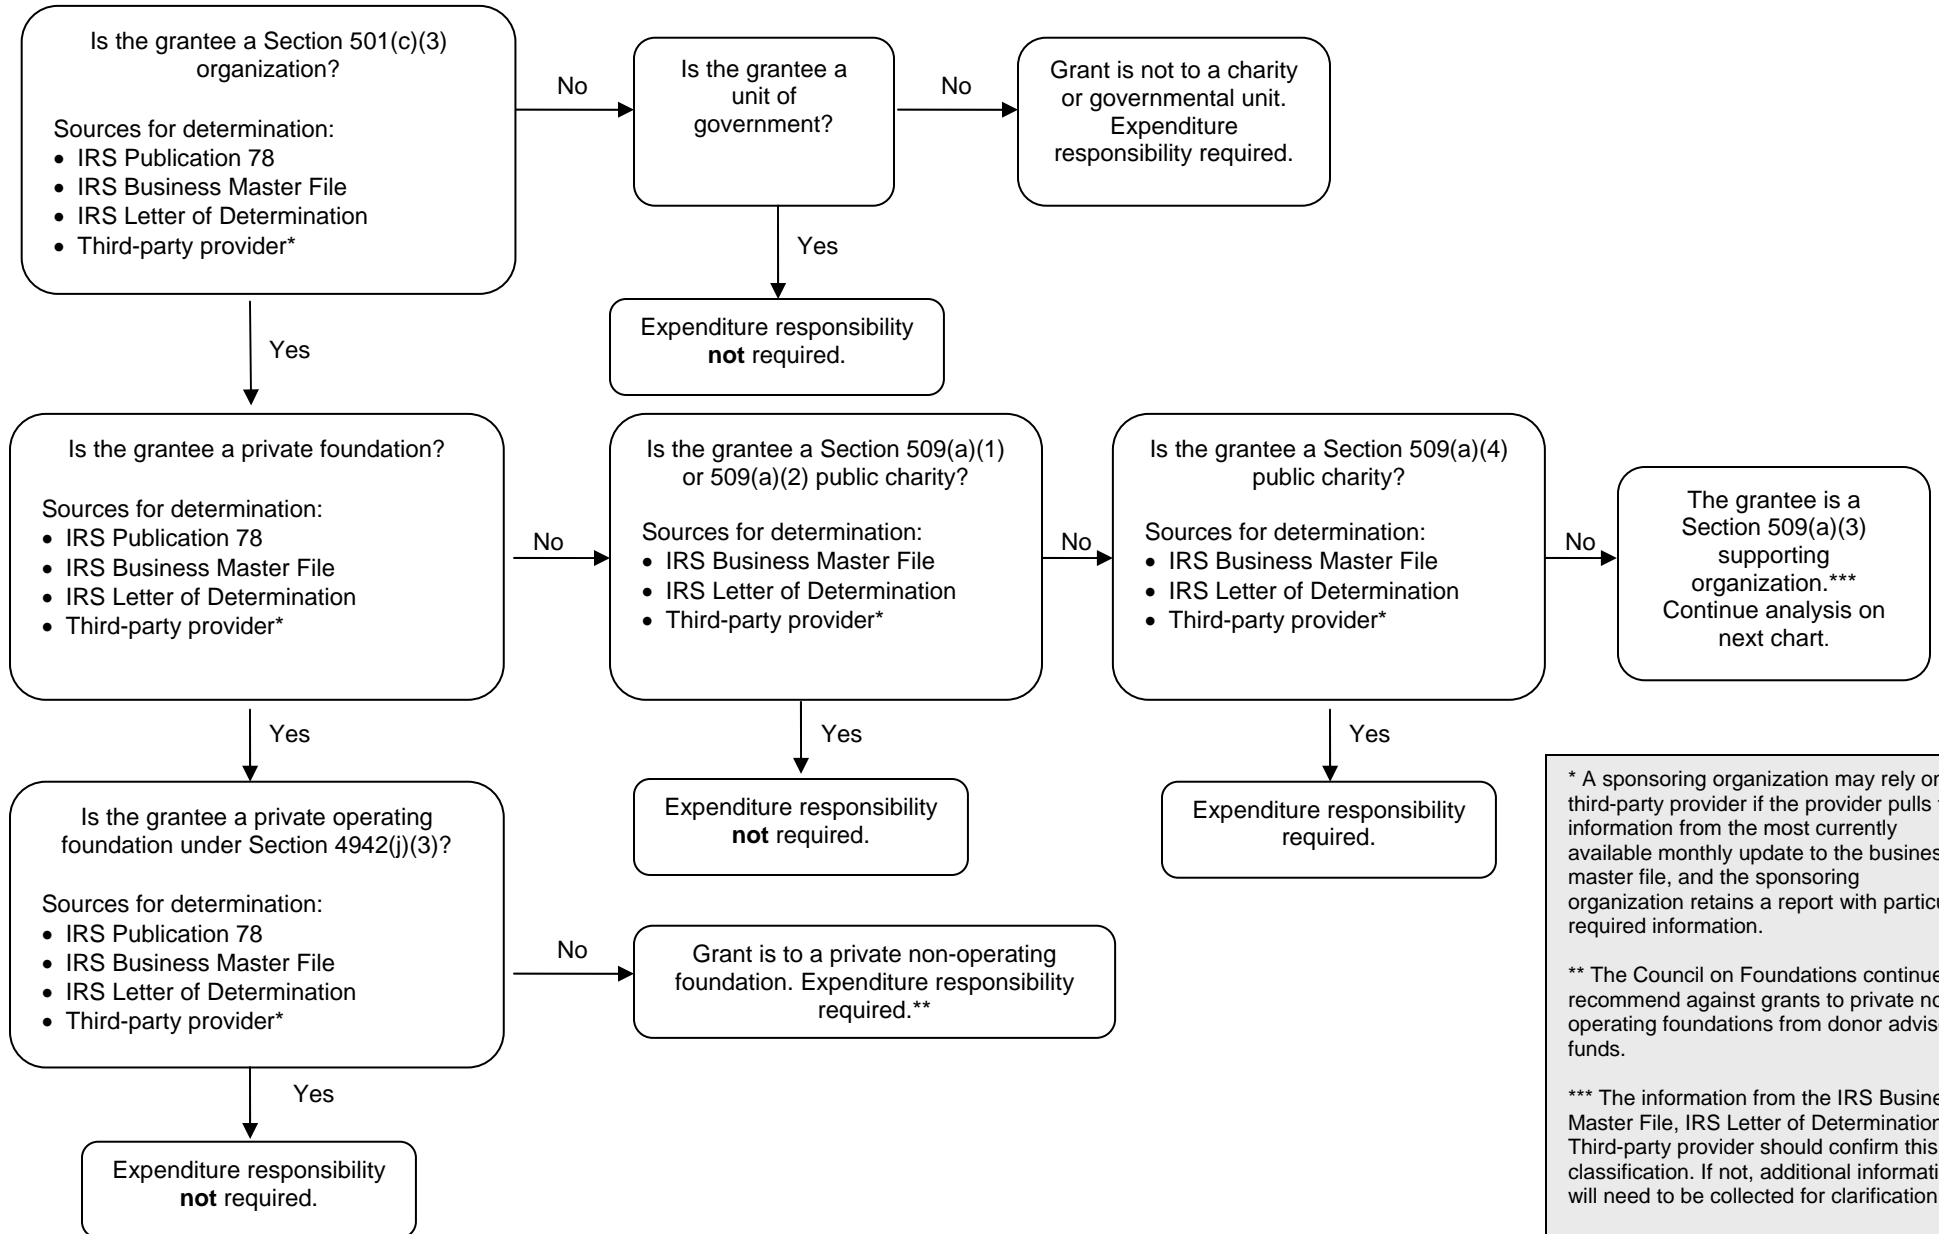 Is the grantee a Section 501(c)(3)
organization?
Sources for determination:
• IRS Publication 78
• IRS Business Master File
• IRS Letter of Determination
• Third-party provider*
No
Is the grantee a
unit of
government?
No
Grant is not to a charity
or governmental unit.
Expenditure
responsibility required.
Yes
Expenditure responsibility
not required.
Yes
Is the grantee a private foundation?
Sources for determination:
• IRS Publication 78
• IRS Business Master File
• IRS Letter of Determination
• Third-party provider*
No
Is the grantee a Section 509(a)(1)
or 509(a)(2) public charity?
Sources for determination:
• IRS Business Master File
• IRS Letter of Determination
• Third-party provider*
No
Is the grantee a Section 509(a)(4)
public charity?
Sources for determination:
• IRS Business Master File
• IRS Letter of Determination
• Third-party provider*
No
The grantee is a
Section 509(a)(3)
supporting
organization.***
Continue analysis on
next chart.
Yes
Yes
Yes
Is the grantee a private operating
foundation under Section 4942(j)(3)?
Sources for determination:
• IRS Publication 78
• IRS Business Master File
• IRS Letter of Determination
• Third-party provider*
Expenditure responsibility
not required.
Expenditure responsibility
required.
No
Grant is to a private non-operating
foundation. Expenditure responsibility
required.**
Yes
Expenditure responsibility
not required.
* A sponsoring organization may rely
third-party provider if the provider pulls
information from the most currently
available monthly update to the
master file, and the sponsoring
organization retains a report with
required information.
** The Council on Foundations
recommend against grants to private
operating foundations from donor
funds.
*** The information from the IRS
Master File, IRS Letter of Determination
Third-party provider should confirm this
classification. If not, additional
will need to be collected for clarification